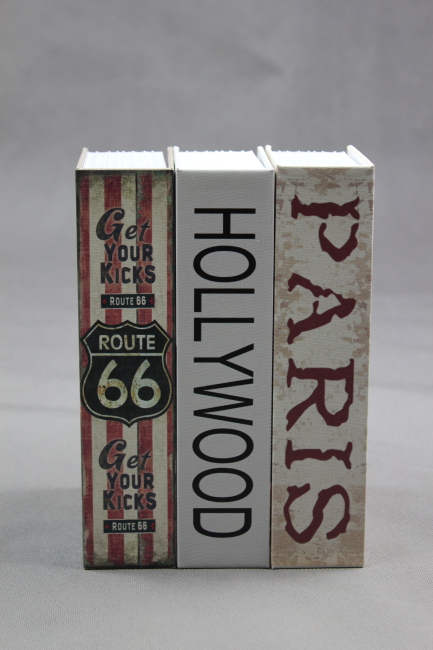 Get
YOUR
KICKS
ROUTE 66
ROUTE
66
Get
YOUR
KICKS
ROUTE 66
HOLLYWOOD
PARIS